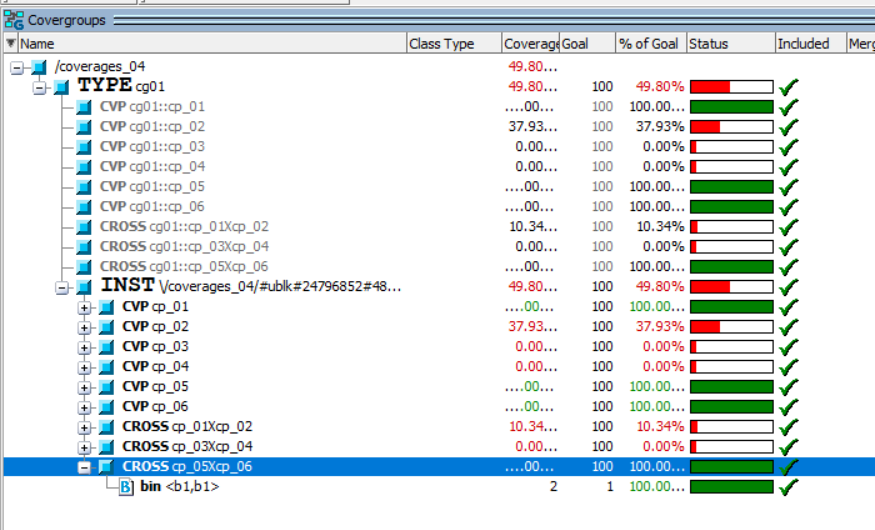 Covergroups
Name Class Type Coverage Goal % of Goal Status Included Merg
/coverages_04 49.80...
TYPE cg01 49.80... 100 49.80%
CVP cg01::cp_01 ....00... 100 100.00...
CVP cg01::cp_02 37.93... 100 37.93%
CVP cg01::cp_03 0.00... 100 0.00%
CVP cg01::cp_04 0.00... 100 0.00%
CVP cg01::cp_05 ....00... 100 100.00...
CVP cg01::cp_06 ....00... 100 100.00...
CROSS cg01::cp_01Xcp_02 10.34... 100 10.34%
CROSS cg01::cp_03Xcp_04 0.00... 100 0.00%
CROSS cg01::cp_05Xcp_06 ....00... 100 100.00...
INST \/coverages_04/#ublk#24796852#48... 49.80... 100 49.80%
CVP cp_01 ....00... 100 100.00...
CVP cp_02 37.93... 100 37.93%
CVP cp_03 0.00... 100 0.00%
CVP cp_04 0.00... 100 0.00%
CVP cp_05 ....00... 100 100.00...
CVP cp_06 ....00... 100 100.00...
CROSS cp_01Xcp_02 10.34... 100 10.34%
CROSS cp_03Xcp_04 0.00... 100 0.00%
CROSS cp_05Xcp_06 ....00... 100 100.00...
B bin <b1,b1> 2 1 100.00...